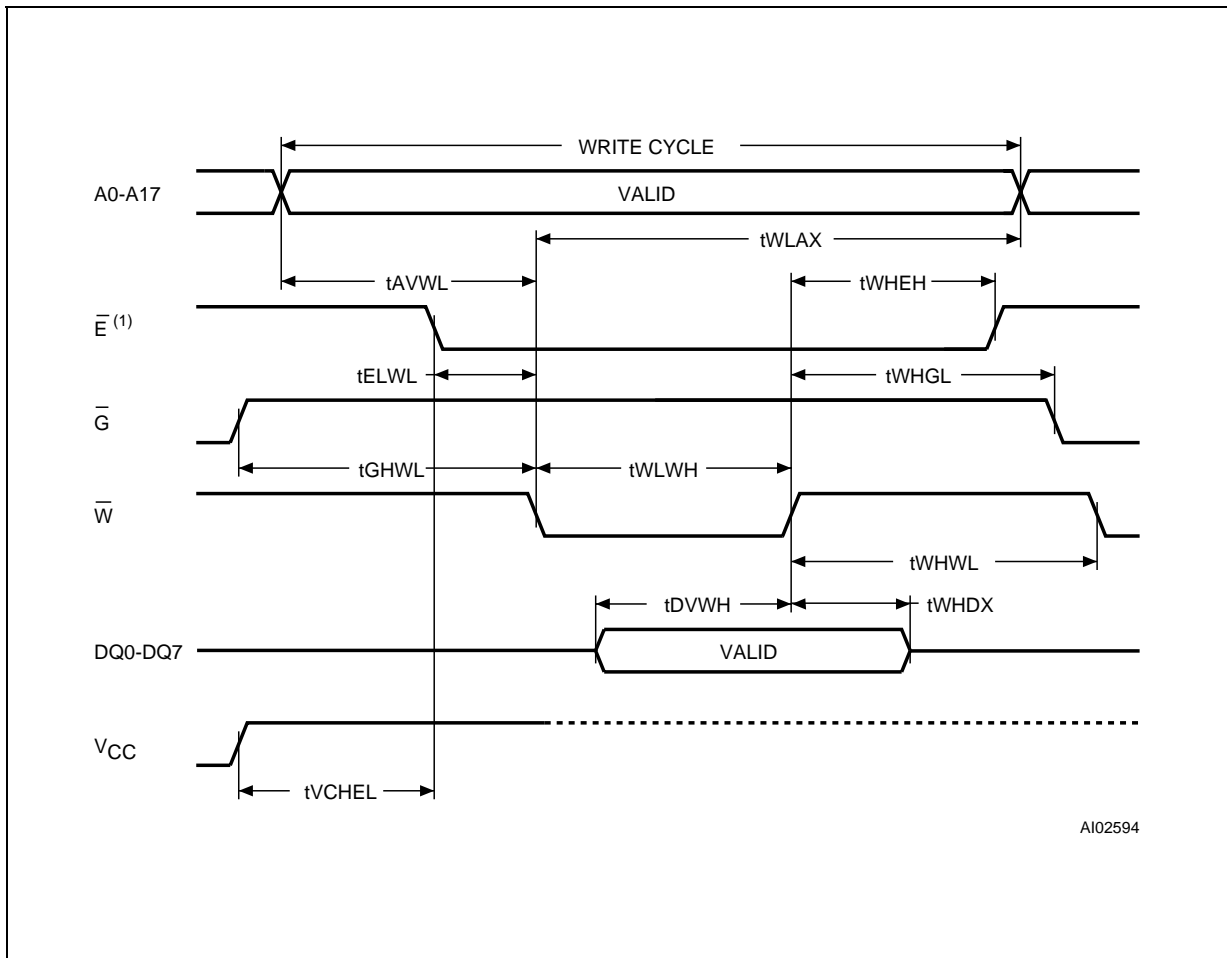 WRITE CYCLE
A0-A17
VALID
tWLAX
tAVWL
tWHEH
E̅ (1)
tELWL
tWHGL
G̅
tGHWL
tWLWH
W̅
tWHWL
tDVWH
tWHDX
DQ0-DQ7
VALID
VCC
tVCHEL
AI02594